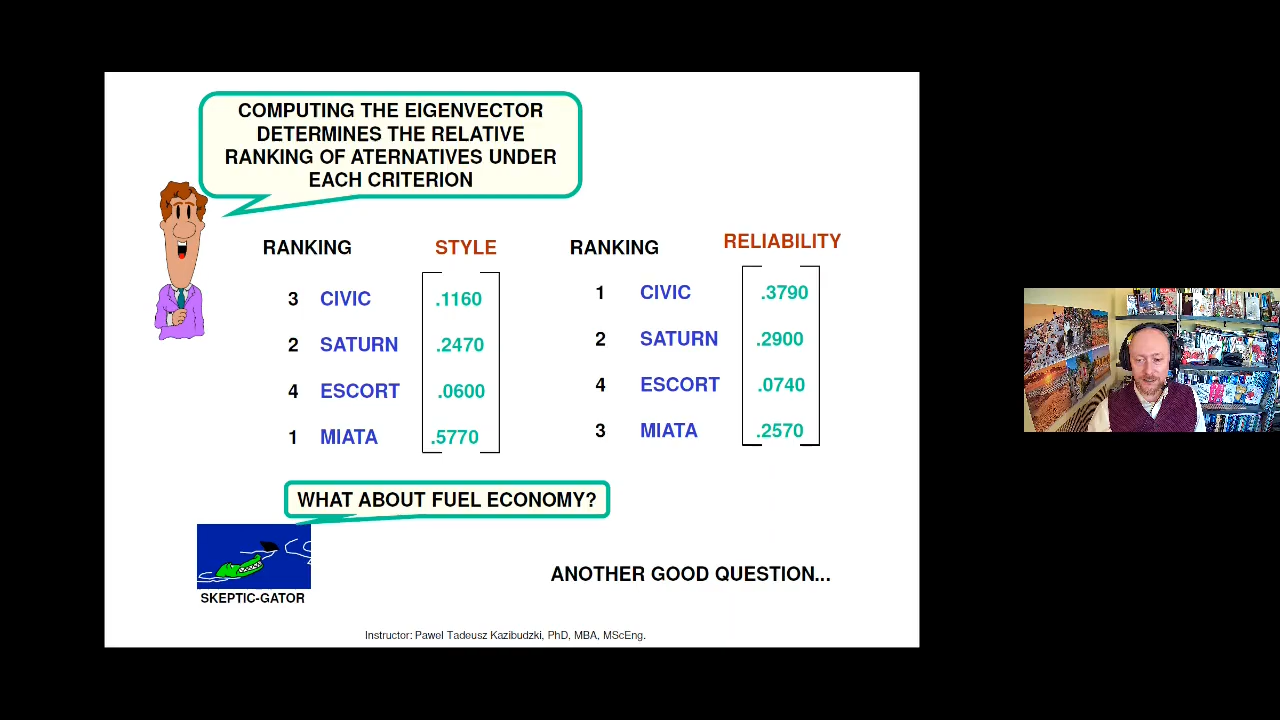 COMPUTING THE EIGENVECTOR
DETERMINES THE RELATIVE
RANKING OF ATERNATIVES UNDER
EACH CRITERION
RANKING STYLE
3 CIVIC .1160
2 SATURN .2470
4 ESCORT .0600
1 MIATA .5770
RANKING RELIABILITY
1 CIVIC .3790
2 SATURN .2900
4 ESCORT .0740
3 MIATA .2570
WHAT ABOUT FUEL ECONOMY?
SKEPTIC-GATOR
ANOTHER GOOD QUESTION...
Instructor: Pawel Tadeusz Kazibudzki, PhD, MBA, MScEng.